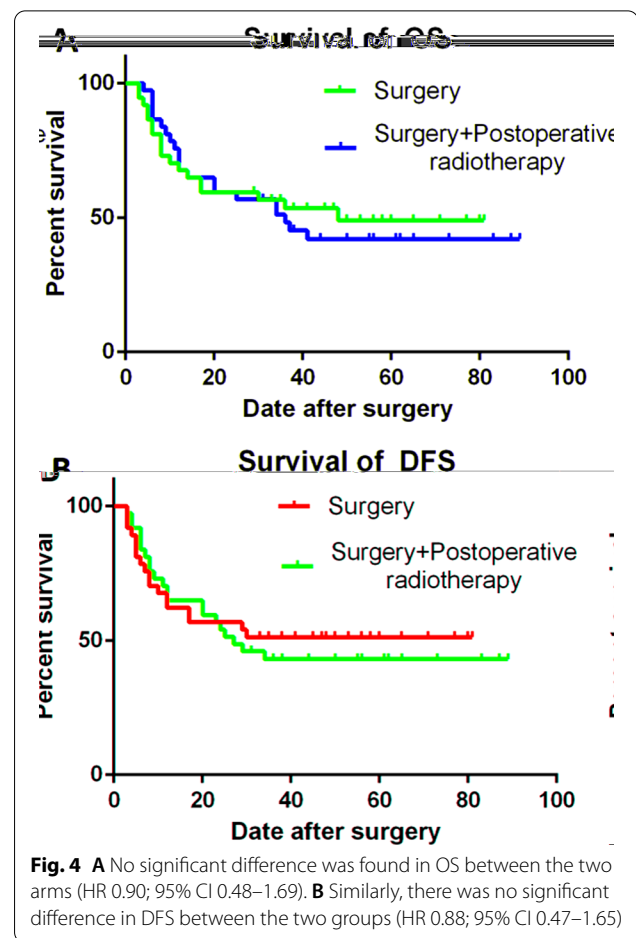 A
Survival of OS
100
50
0
Percent survival
Surgery
Surgery+Postoperative
radiotherapy
0 20 40 60 80 100
Date after surgery
B
Survival of DFS
100
50
0
Percent survival
Surgery
Surgery+Postoperative
radiotherapy
0 20 40 60 80 100
Date after surgery
Fig. 4 A No significant difference was found in OS between the two
arms (HR 0.90; 95% CI 0.48–1.69). B Similarly, there was no significant
difference in DFS between the two groups (HR 0.88; 95% CI 0.47–1.65)